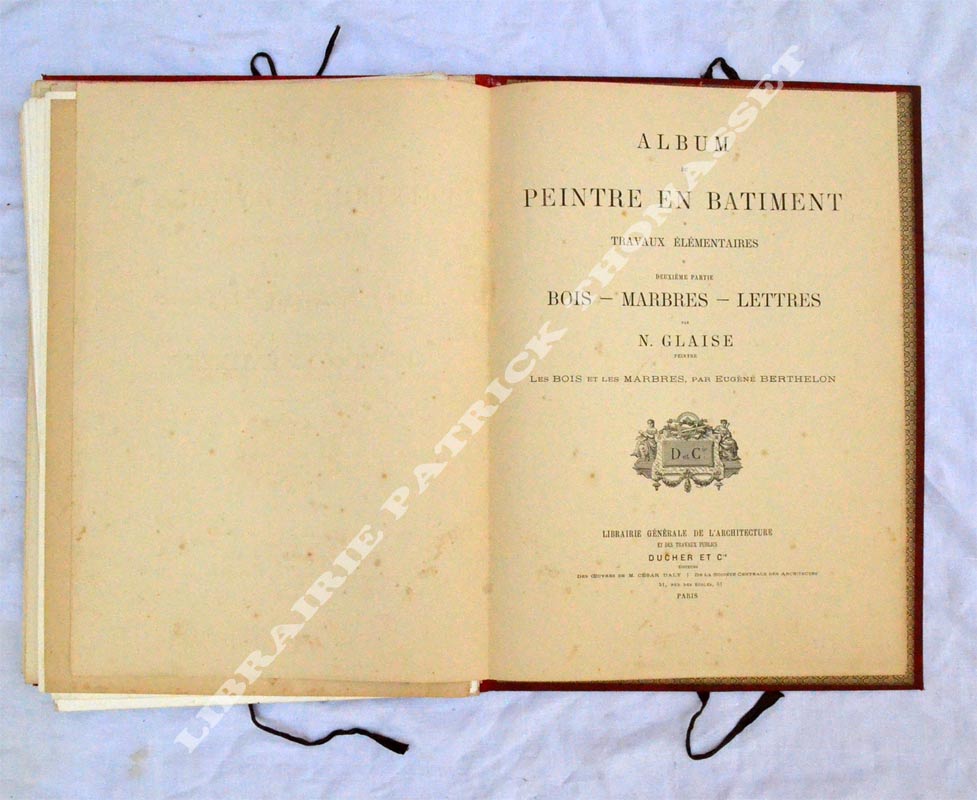 ALBUM
PEINTRE EN BATIMENT
TRAVAUX ÉLÉMENTAIRES
DEUXIÈME PARTIE
BOIS — MARBRES — LETTRES
PAR
N. GLAISE
PEINTRE
LES BOIS ET LES MARBRES, PAR EUGÈNE BERTHELON
D et Cie
LIBRAIRIE GÉNÉRALE DE L'ARCHITECTURE
ET DES TRAVAUX PUBLICS
DUCHER ET Cie
ÉDITEURS
DES ŒUVRES DE M. CÉSAR DALY | DE LA SOCIÉTÉ CENTRALE DES ARCHITECTES
51, RUE DES ÉCOLES, 51
PARIS
LIBRAIRIE PATRICK THOMASSET